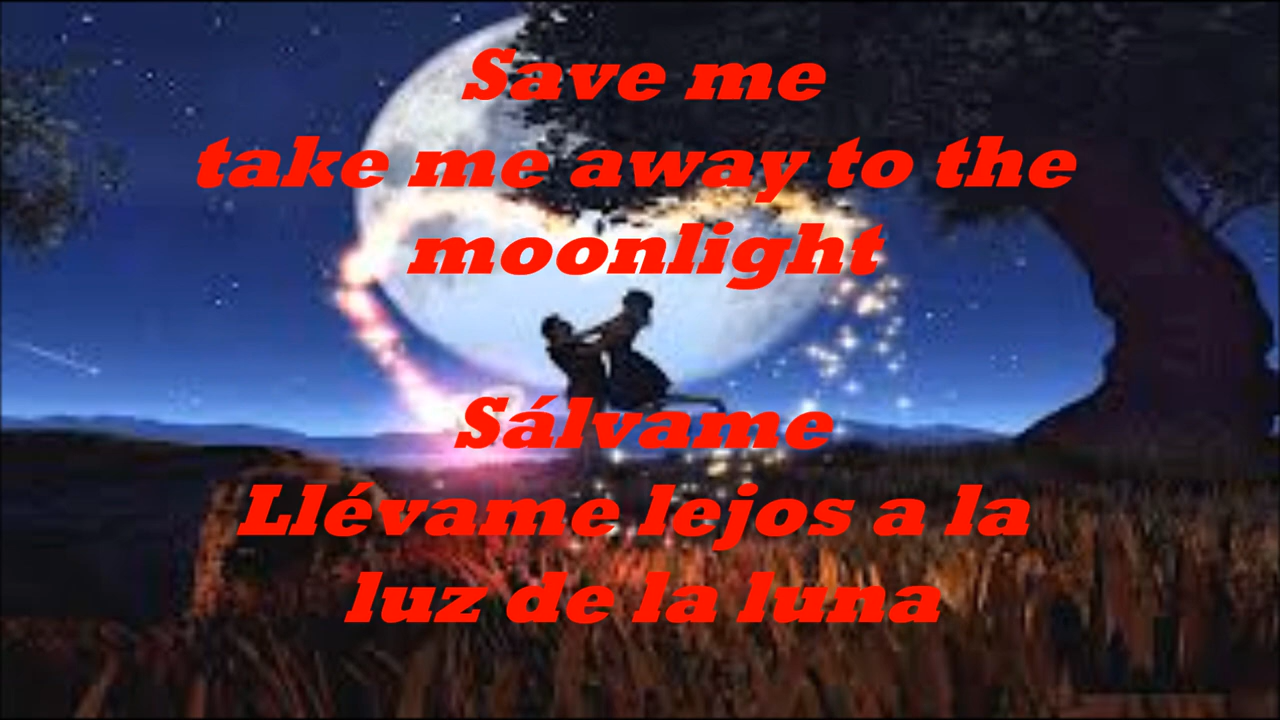 Save me
take me away to the
moonlight
Sálvame
Llévame lejos a la
luz de la luna